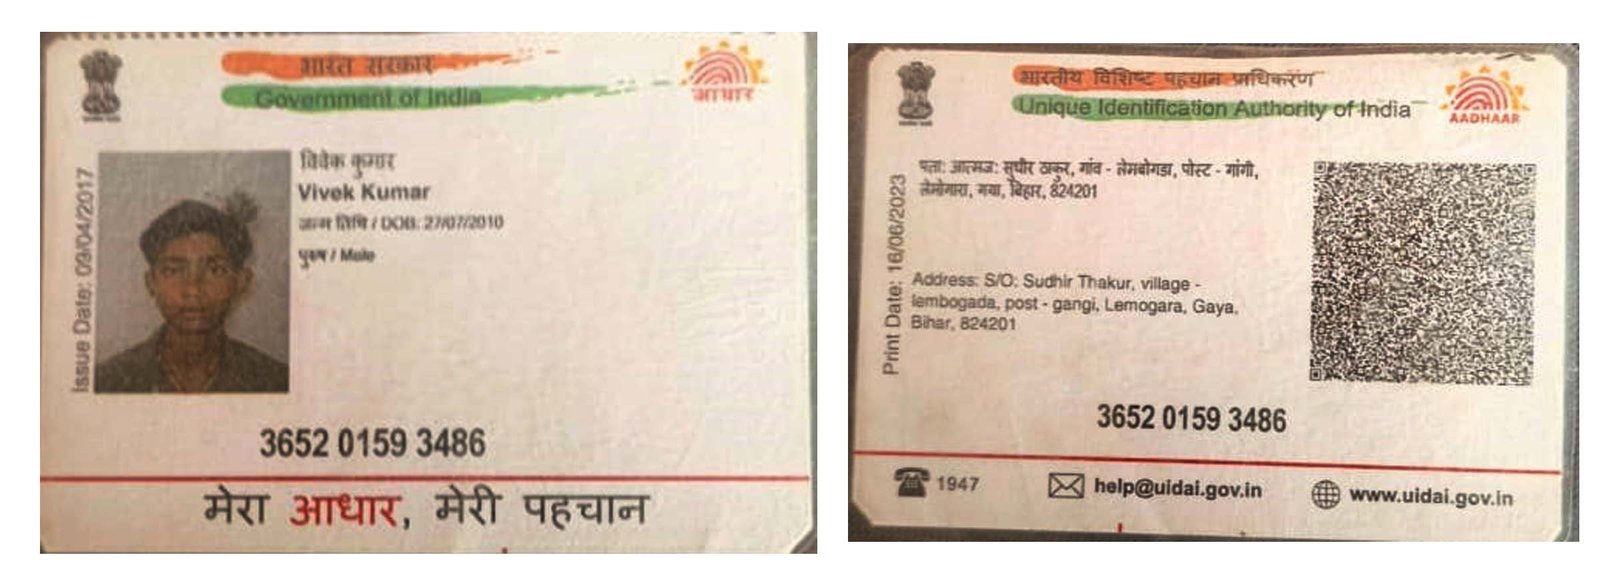 भारत सरकार
Government of India
आधार
Issue Date: 09/04/2017
विवेक कुमार
Vivek Kumar
जन्म तिथि / DOB: 27/07/2010
पुरुष / Male
3652 0159 3486
मेरा आधार, मेरी पहचान
भारतीय विशिष्ट पहचान प्राधिकरण
Unique Identification Authority of India
AADHAAR
Print Date: 16/06/2023
पता: आत्मज: सुधीर ठाकुर, गांव - लेमबोगडा, पोस्ट - गांगी,
लेमोगारा, गया, बिहार, 824201
Address: S/O: Sudhir Thakur, village -
lembogada, post - gangi, Lemogara, Gaya,
Bihar, 824201
3652 0159 3486
1947
help@uidai.gov.in
www.uidai.gov.in